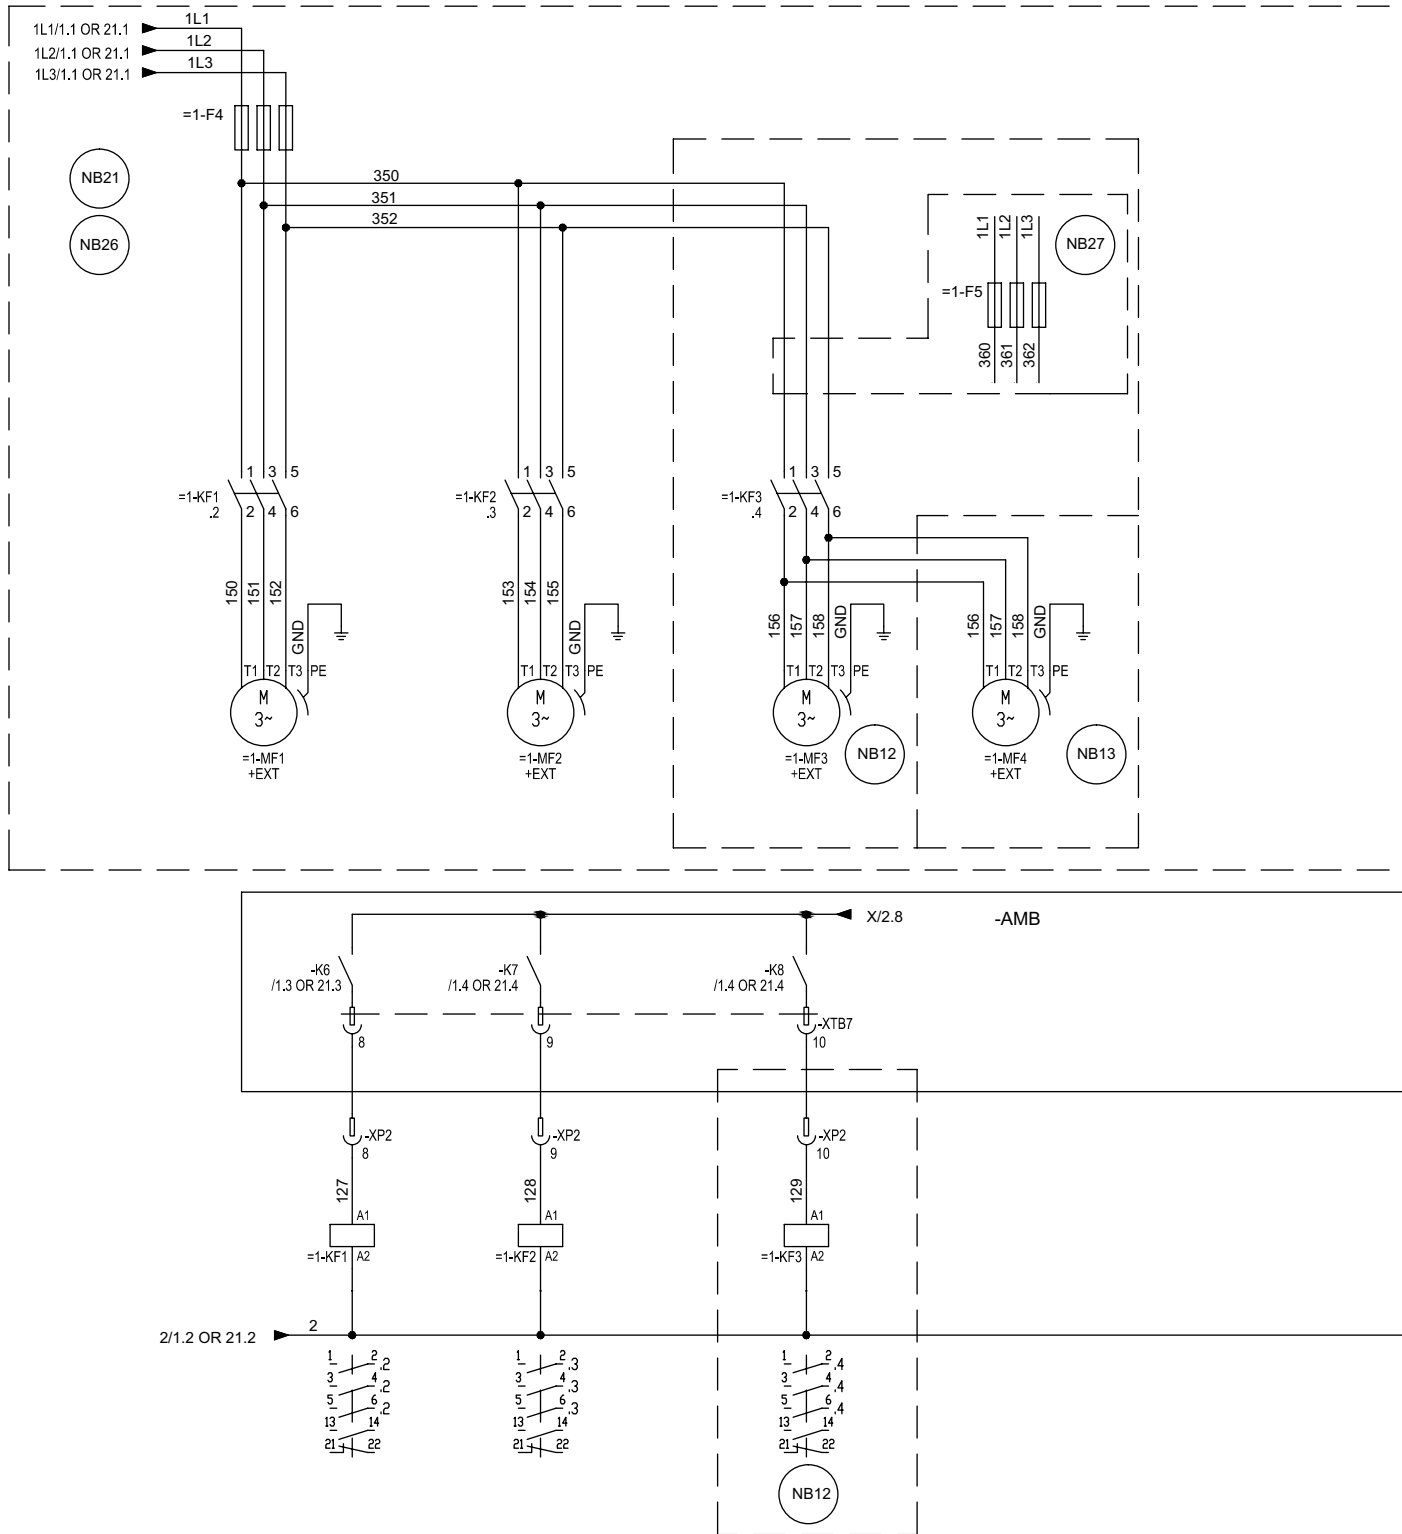 1L1/1.1 OR 21.1 1L1
1L2/1.1 OR 21.1 1L2
1L3/1.1 OR 21.1 1L3
=1-F4
NB21
NB26
350
351
352
1L1 1L2 1L3
NB27
=1-F5
360 361 362
1 3 5
=1-KF1
.2
2 4 6
1 3 5
=1-KF2
.3
2 4 6
1 3 5
=1-KF3
.4
2 4 6
150 151 152 GND
153 154 155 GND
156 157 158 GND
156 157 158 GND
T1 T2 T3 PE
T1 T2 T3 PE
T1 T2 T3 PE
T1 T2 T3 PE
M
3~
M
3~
M
3~
M
3~
=1-MF1
+EXT
=1-MF2
+EXT
=1-MF3
+EXT
NB12
=1-MF4
+EXT
NB13
X/2.8
-AMB
-K6
/1.3 OR 21.3
-K7
/1.4 OR 21.4
-K8
/1.4 OR 21.4
8
9
-XTB7
10
-XP2
8
-XP2
9
-XP2
10
127
128
129
A1
=1-KF1 A2
A1
=1-KF2 A2
A1
=1-KF3 A2
2/1.2 OR 21.2 2
1 2 .2
3 4 .2
5 6 .2
13 14
21 22
1 2 .3
3 4 .3
5 6 .3
13 14
21 22
1 2 .4
3 4 .4
5 6 .4
13 14
21 22
NB12